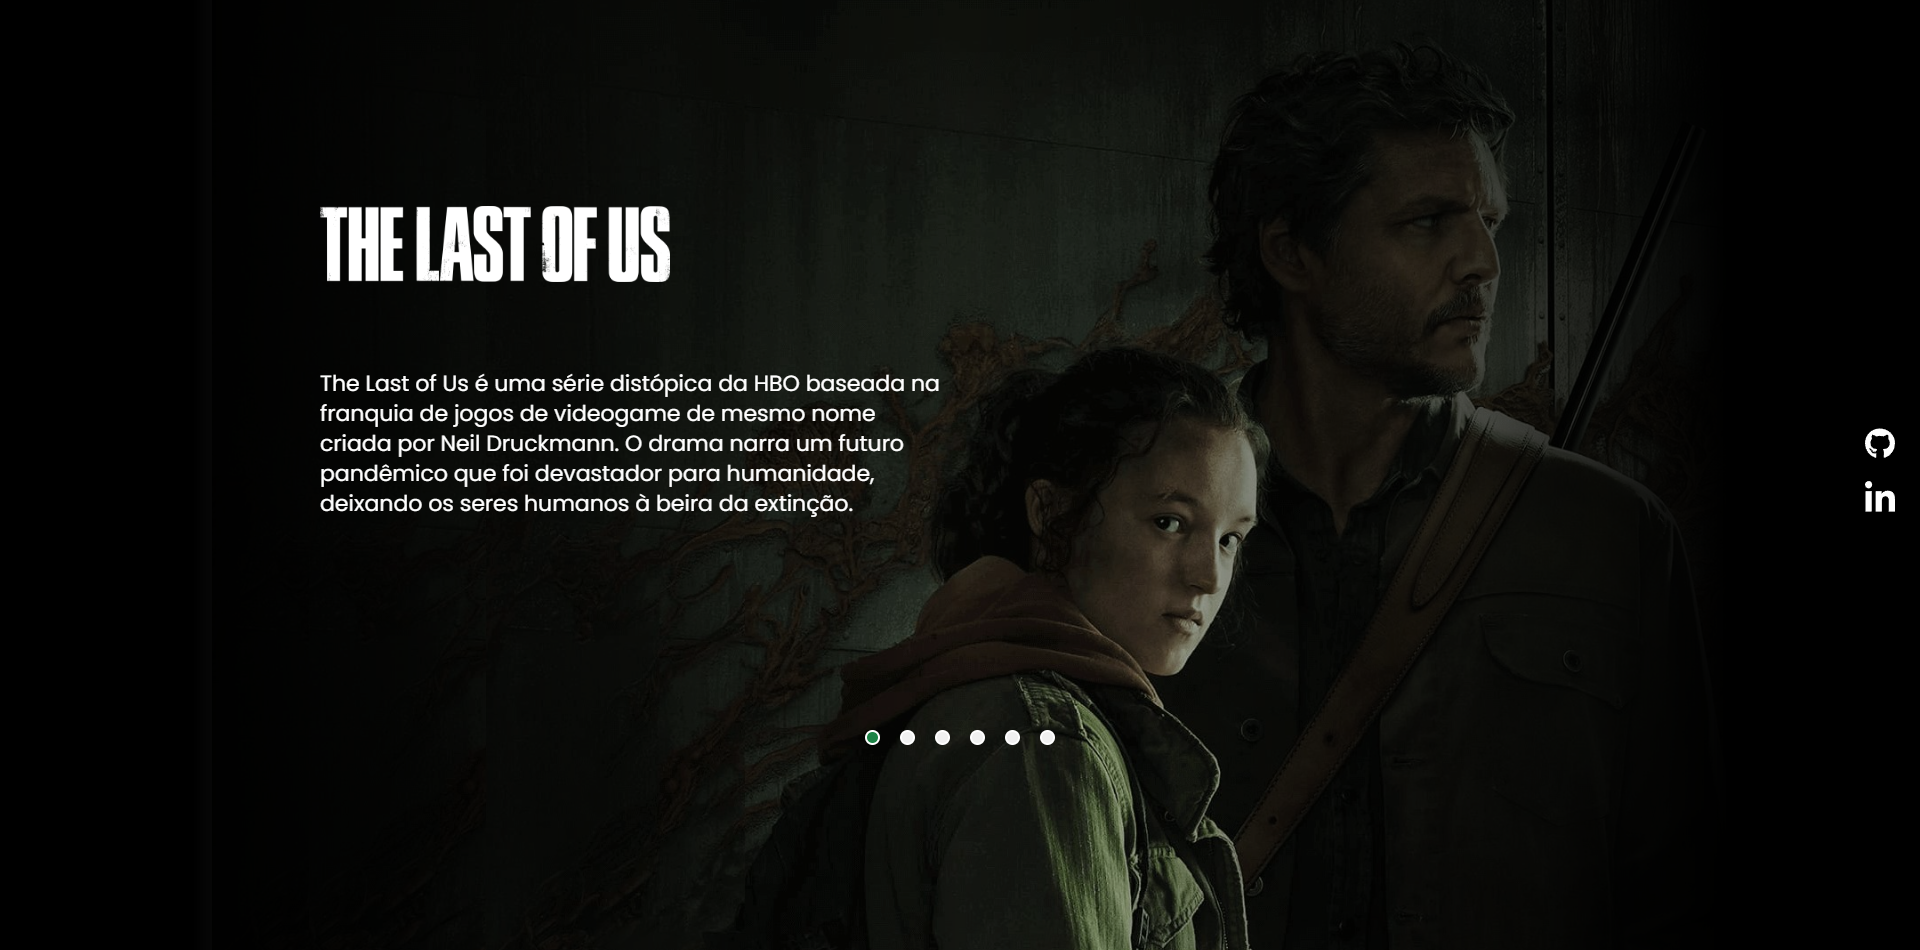 THE LAST OF US
The Last of Us é uma série distópica da HBO baseada na
franquia de jogos de videogame de mesmo nome
criada por Neil Druckmann. O drama narra um futuro
pandêmico que foi devastador para humanidade,
deixando os seres humanos à beira da extinção.
in